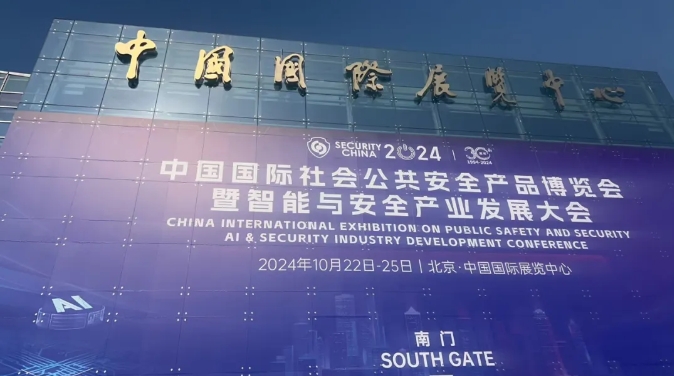 中国国际展览中心
SECURITY CHINA 2024 | 30 1994-2024
中国国际社会公共安全产品博览会
暨智能与安全产业发展大会
CHINA INTERNATIONAL EXHIBITION ON PUBLIC SAFETY AND SECURITY
AI & SECURITY INDUSTRY DEVELOPMENT CONFERENCE
2024年10月22日-25日 | 北京·中国国际展览中心
AI
南门
SOUTH GATE